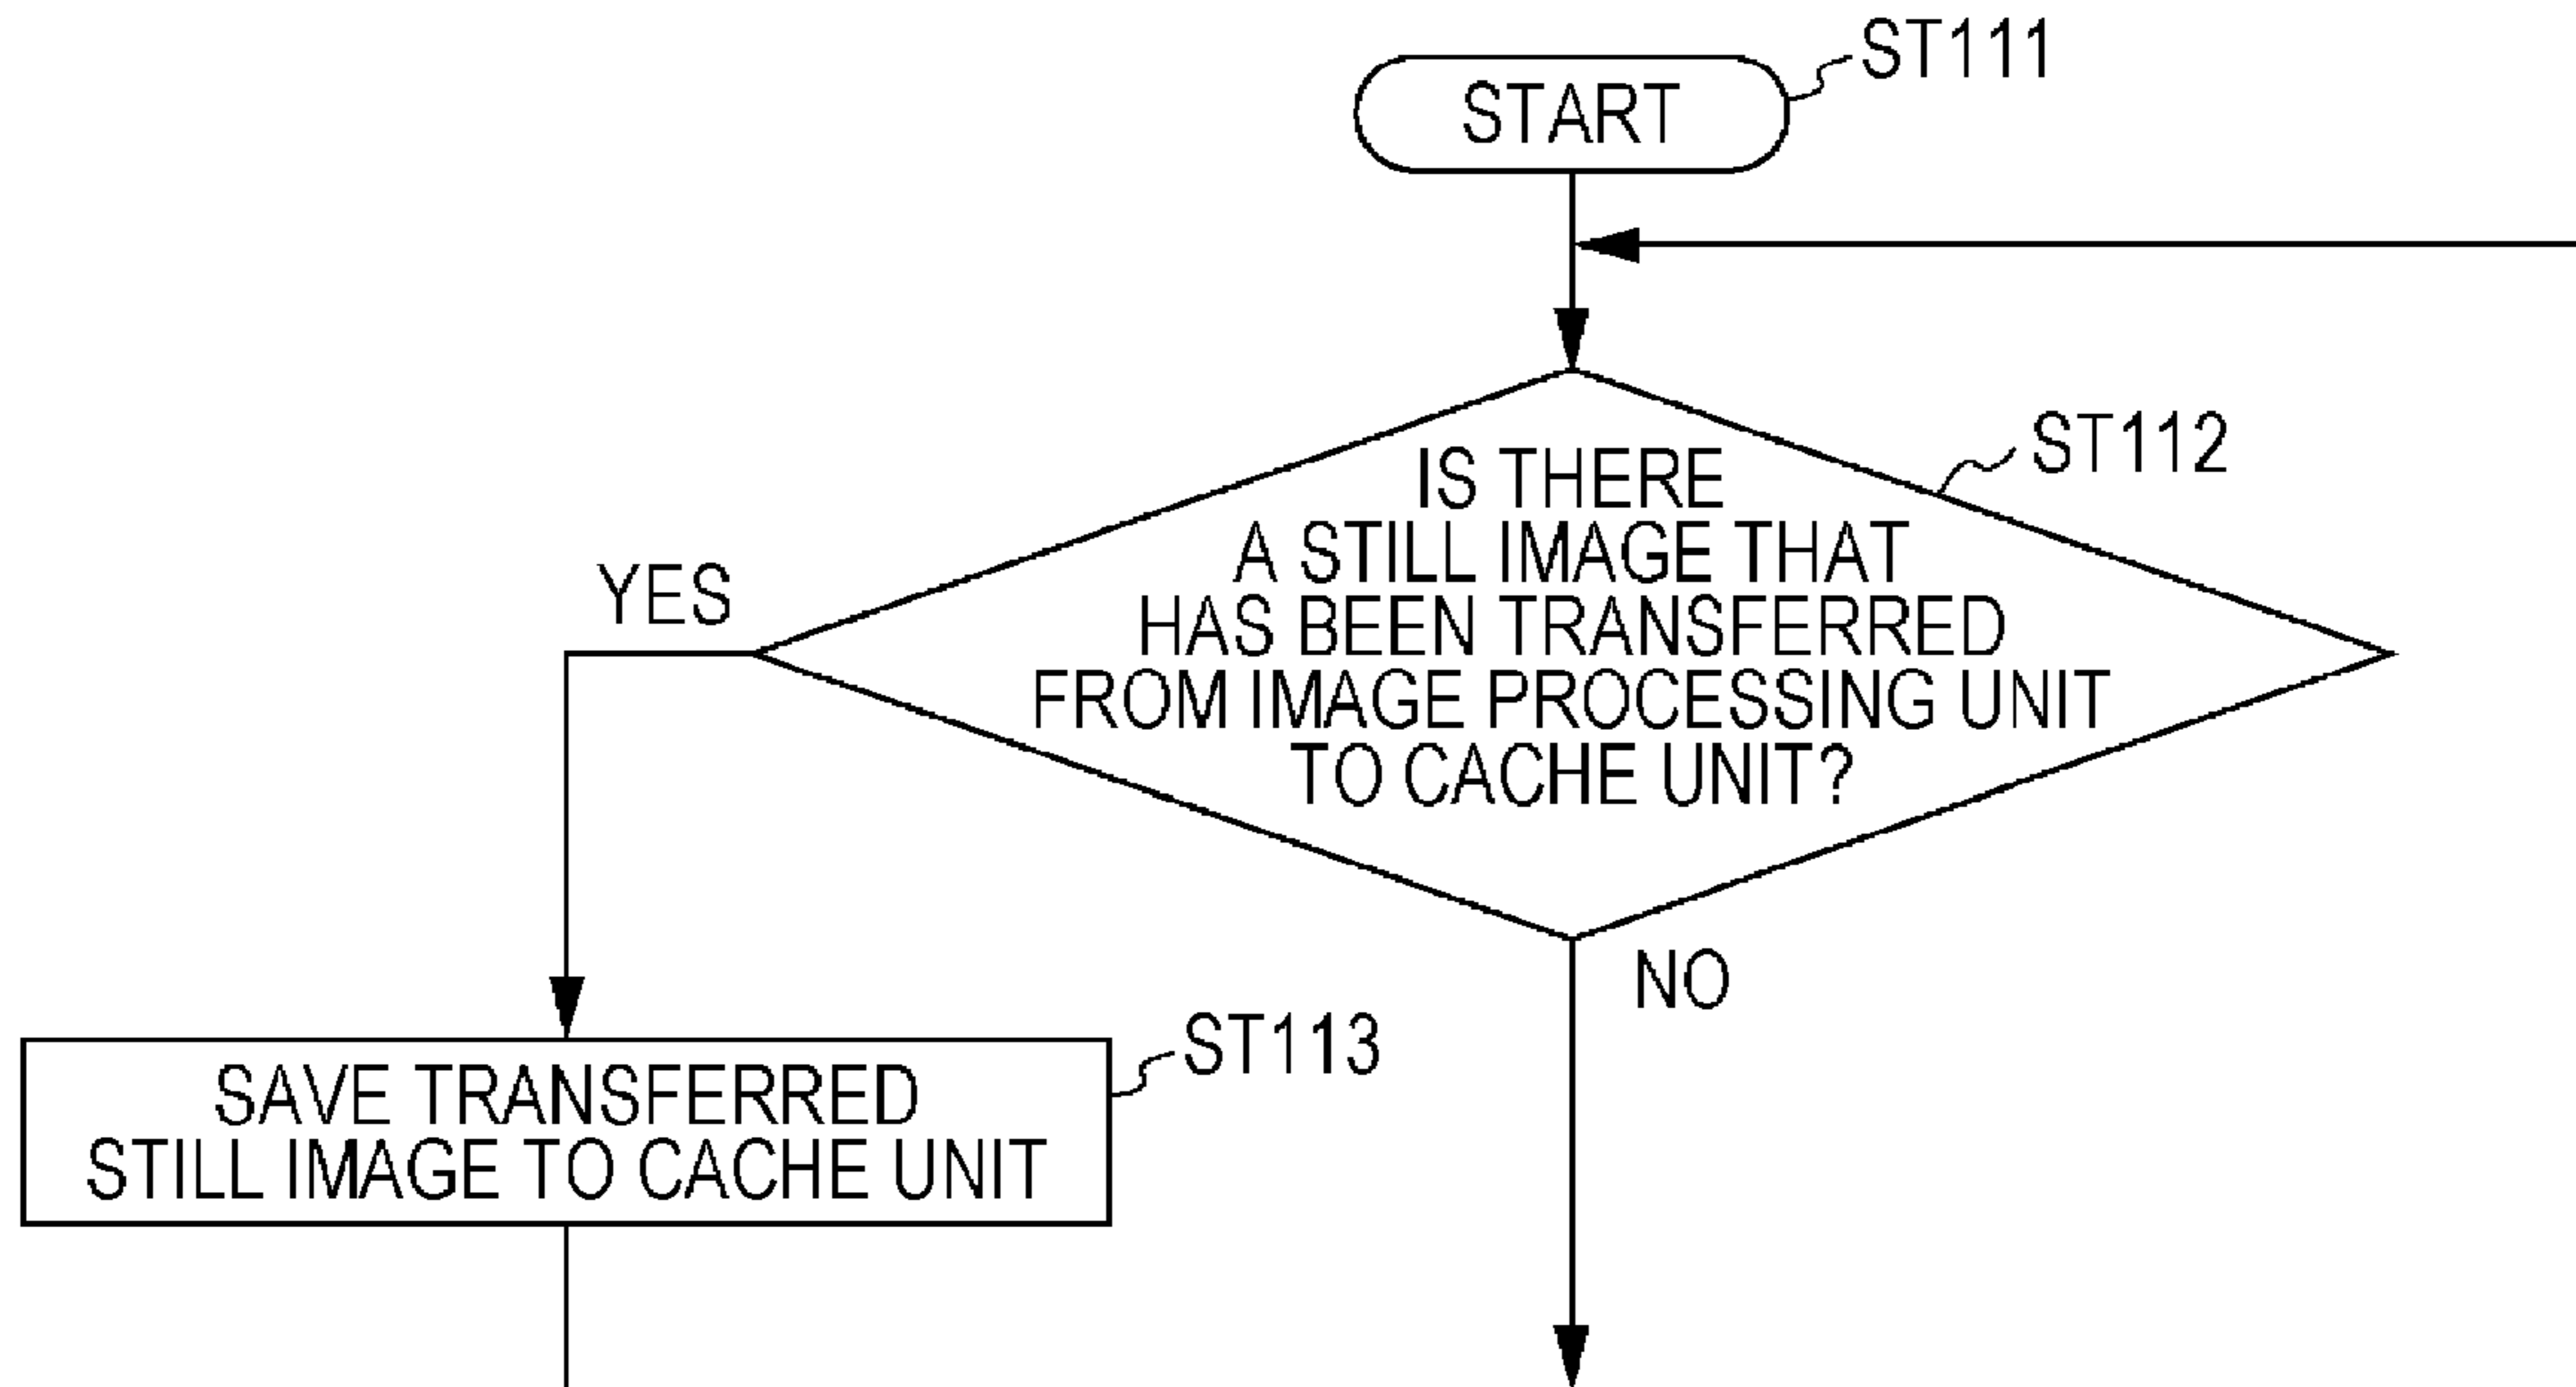 START
ST111
IS THERE
A STILL IMAGE THAT
HAS BEEN TRANSFERRED
FROM IMAGE PROCESSING UNIT
TO CACHE UNIT?
ST112
YES
NO
SAVE TRANSFERRED
STILL IMAGE TO CACHE UNIT
ST113